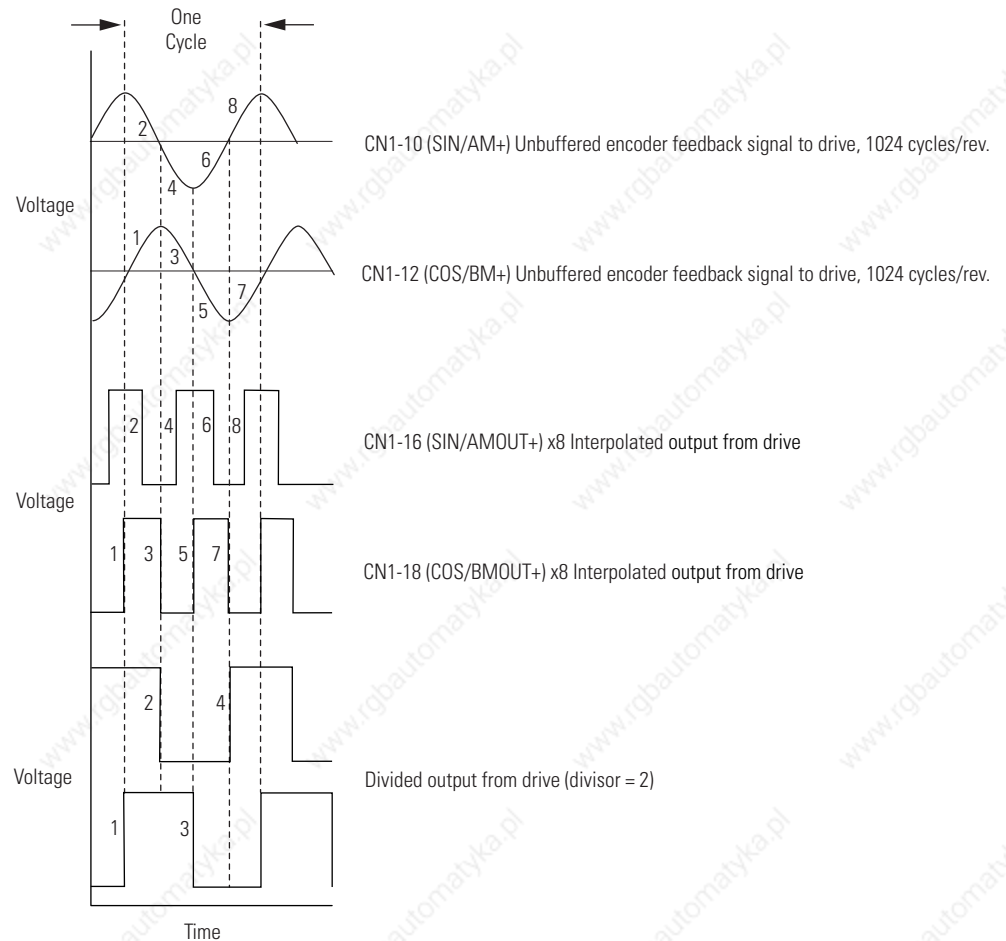 One
Cycle
8
2
CN1-10 (SIN/AM+) Unbuffered encoder feedback signal to drive, 1024 cycles/rev.
6
4
Voltage
1
3
CN1-12 (COS/BM+) Unbuffered encoder feedback signal to drive, 1024 cycles/rev.
7
5
2 4 6 8
CN1-16 (SIN/AMOUT+) x8 Interpolated output from drive
Voltage
1 3 5 7
CN1-18 (COS/BMOUT+) x8 Interpolated output from drive
2 4
Voltage
Divided output from drive (divisor = 2)
1 3
Time
www.rgbautomatyka.pl